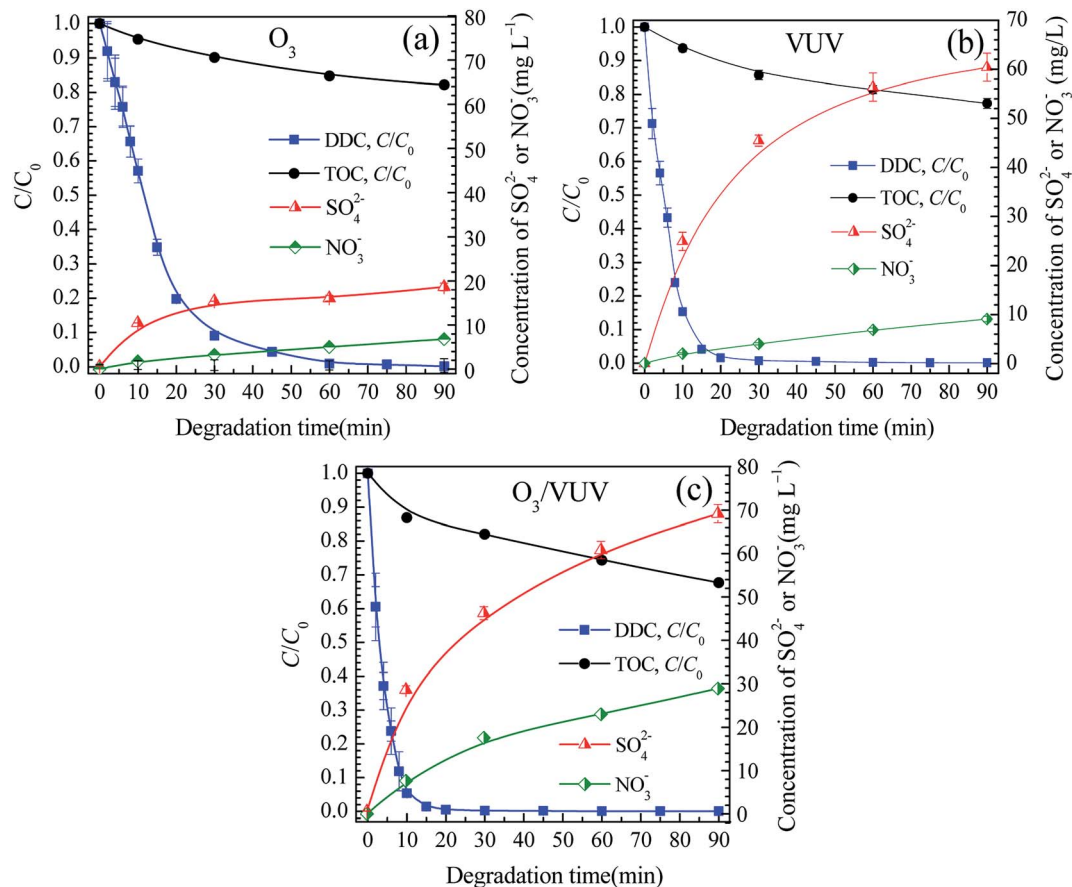 O₃
(a)
C/C₀
Concentration of SO₄²⁻ or NO₃⁻(mg L⁻¹)
1.0
0.9
0.8
0.7
0.6
0.5
0.4
0.3
0.2
0.1
0.0
80
70
60
50
40
30
20
10
0
DDC, C/C₀
TOC, C/C₀
SO₄²⁻
NO₃⁻
0 10 20 30 40 50 60 70 80 90
Degradation time(min)
VUV
(b)
C/C₀
Concentration of SO₄²⁻ or NO₃⁻ (mg/L)
1.0
0.9
0.8
0.7
0.6
0.5
0.4
0.3
0.2
0.1
0.0
70
60
50
40
30
20
10
0
DDC, C/C₀
TOC, C/C₀
SO₄²⁻
NO₃⁻
0 10 20 30 40 50 60 70 80 90
Degradation time (min)
O₃/VUV
(c)
C/C₀
Concentration of SO₄²⁻ or NO₃⁻(mg L⁻¹)
1.0
0.9
0.8
0.7
0.6
0.5
0.4
0.3
0.2
0.1
0.0
80
70
60
50
40
30
20
10
0
DDC, C/C₀
TOC, C/C₀
SO₄²⁻
NO₃⁻
0 10 20 30 40 50 60 70 80 90
Degradation time(min)